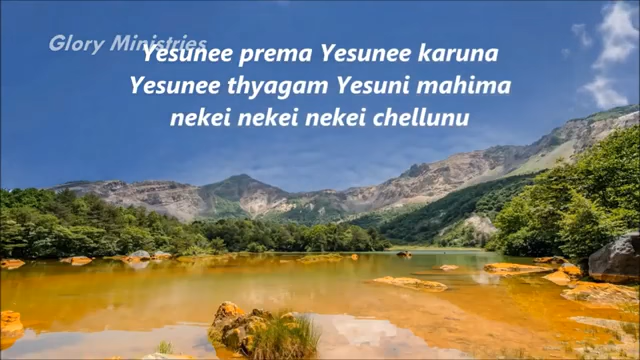 Glory Ministries
Yesunee prema Yesunee karuna
Yesunee thyagam Yesuni mahima
nekei nekei nekei chellunu